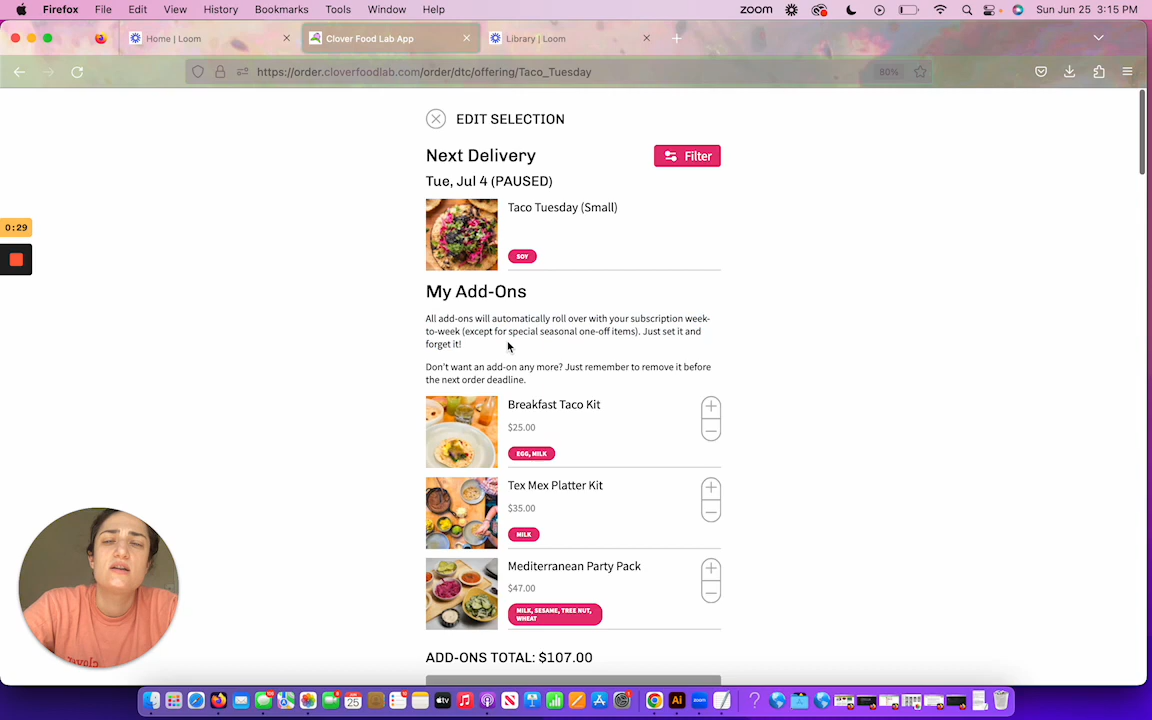 Firefox File Edit View History Bookmarks Tools Window Help zoom Sun Jun 25 3:15 PM
Home | Loom Clover Food Lab App Library | Loom
https://order.cloverfoodlab.com/order/dtc/offering/Taco_Tuesday 80%
EDIT SELECTION
Next Delivery Filter
Tue, Jul 4 (PAUSED)
Taco Tuesday (Small)
0:29
SOY
My Add-Ons
All add-ons will automatically roll over with your subscription week-
to-week (except for special seasonal one-off items). Just set it and
forget it!
Don't want an add-on any more? Just remember to remove it before
the next order deadline.
Breakfast Taco Kit
$25.00
EGG, MILK
Tex Mex Platter Kit
$35.00
MILK
Mediterranean Party Pack
$47.00
MILK, SESAME, TREE NUT,
WHEAT
ADD-ONS TOTAL: $107.00